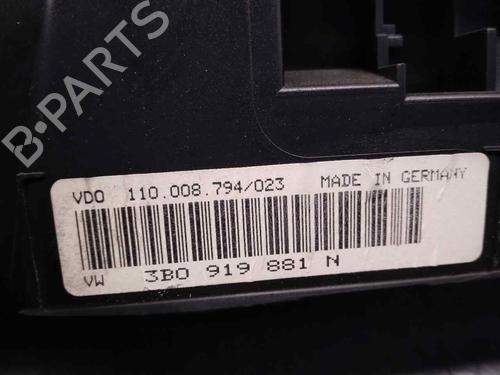 B-PARTS
VDO 110.008.794/023 MADE IN GERMANY
VW 3B0 919 881 N